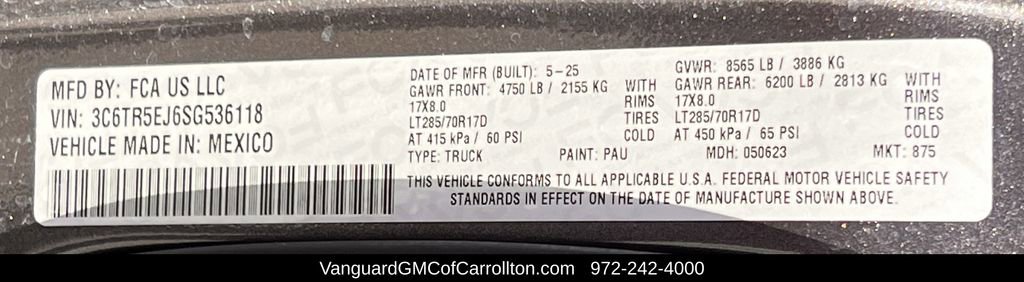 MFD BY: FCA US LLC
VIN: 3C6TR5EJ6SG536118
VEHICLE MADE IN: MEXICO
DATE OF MFR (BUILT): 5-25
GAWR FRONT: 4750 LB / 2155 KG WITH
17X8.0 RIMS
LT285/70R17D TIRES
AT 415 kPa / 60 PSI COLD
GVWR: 8565 LB / 3886 KG
GAWR REAR: 6200 LB / 2813 KG WITH
17X8.0 RIMS
LT285/70R17D TIRES
AT 450 kPa / 65 PSI COLD
TYPE: TRUCK PAINT: PAU MDH: 050623 MKT: 875
THIS VEHICLE CONFORMS TO ALL APPLICABLE U.S.A. FEDERAL MOTOR VEHICLE SAFETY
STANDARDS IN EFFECT ON THE DATE OF MANUFACTURE SHOWN ABOVE.
VanguardGMCofCarrollton.com 972-242-4000